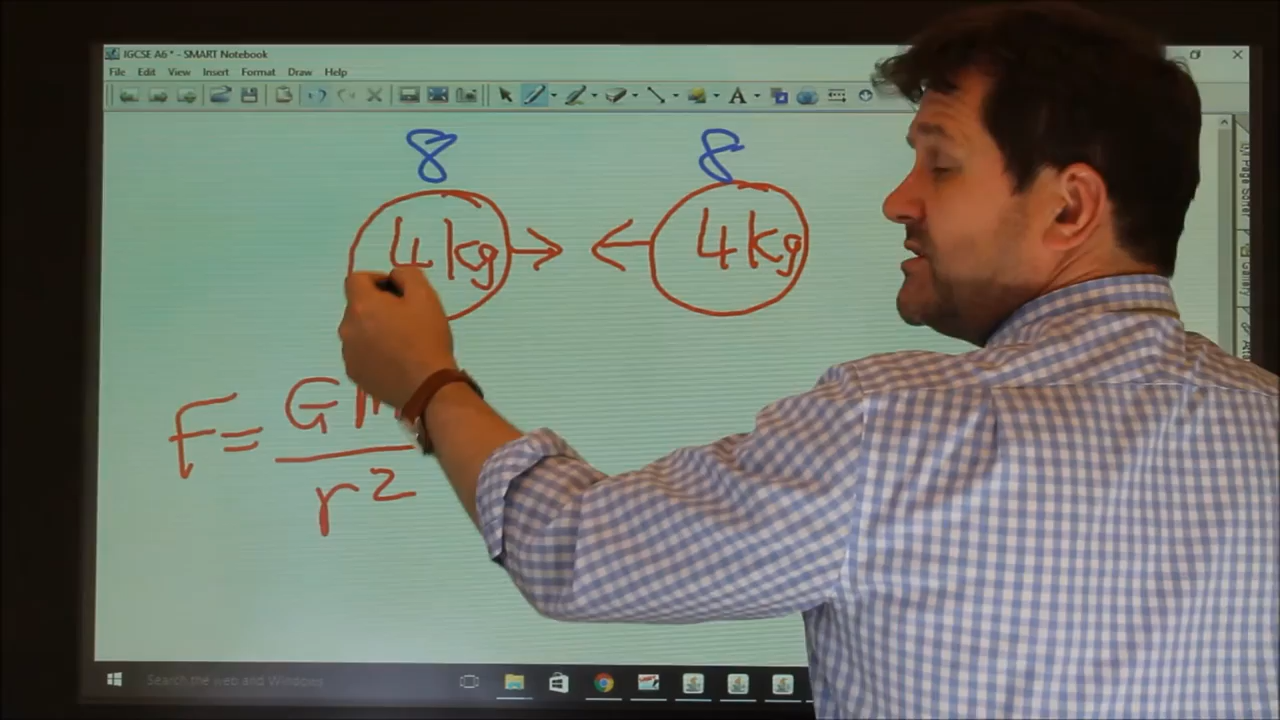 IGCSE A6* - SMART Notebook
File Edit View Insert Format Draw Help
8 8
4kg 4kg
F= G
r²
Search the web and Windows